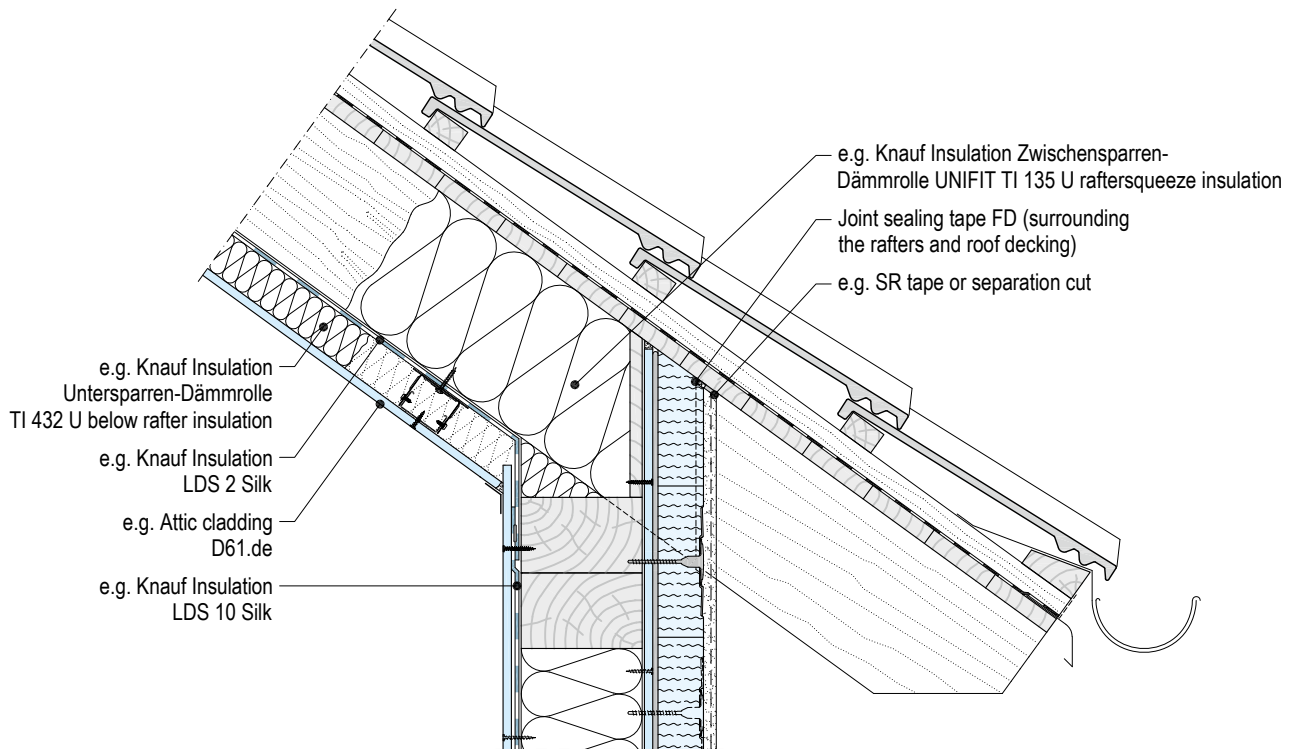 e.g. Knauf Insulation Zwischensparren-
Dämmrolle UNIFIT TI 135 U raftersqueeze insulation
Joint sealing tape FD (surrounding
the rafters and roof decking)
e.g. SR tape or separation cut
e.g. Knauf Insulation
Untersparren-Dämmrolle
TI 432 U below rafter insulation
e.g. Knauf Insulation
LDS 2 Silk
e.g. Attic cladding
D61.de
e.g. Knauf Insulation
LDS 10 Silk